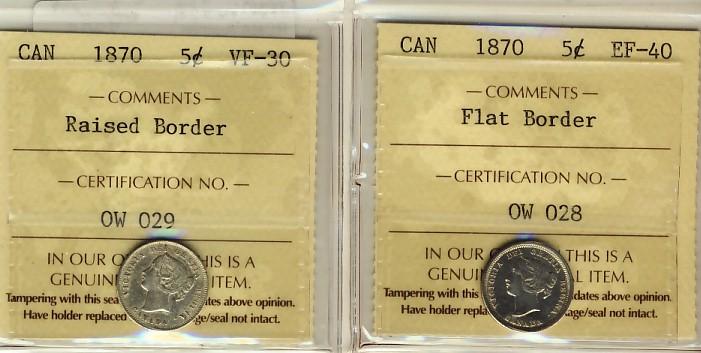 CAN 1870 5¢ VF-30
— COMMENTS —
Raised Border
— CERTIFICATION NO. —
OW 029
IN OUR THIS IS A
GENUIN ITEM.
Tampering with this sea dates above opinion.
Have holder replaced age/seal not intact.
CAN 1870 5¢ EF-40
— COMMENTS —
Flat Border
— CERTIFICATION NO. —
OW 028
IN OUR THIS IS A
GENUI L ITEM.
Tampering with this dates above opinion.
Have holder repla age/seal not intact.